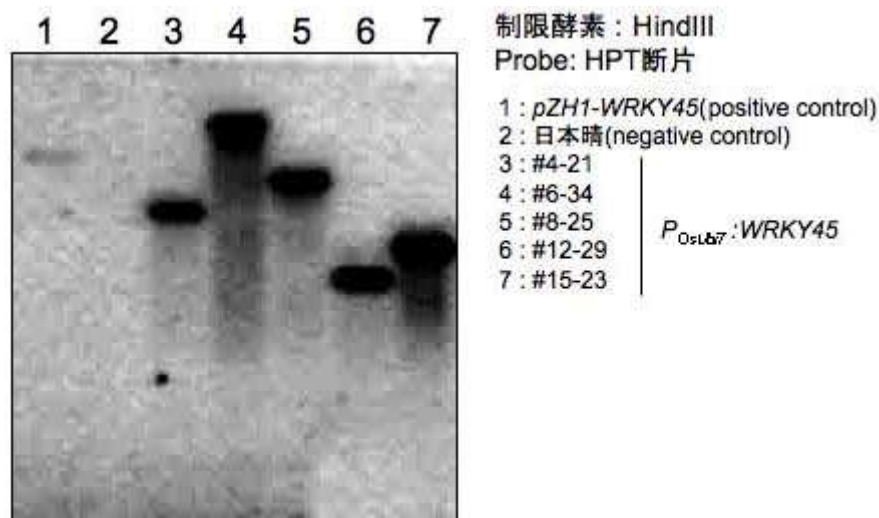 1 2 3 4 5 6 7
制限酵素 : HindIII
Probe: HPT断片
1 : pZH1-WRKY45(positive control)
2 : 日本晴(negative control)
3 : #4-21
4 : #6-34
5 : #8-25
6 : #12-29
7 : #15-23
POsUb7:WRKY45